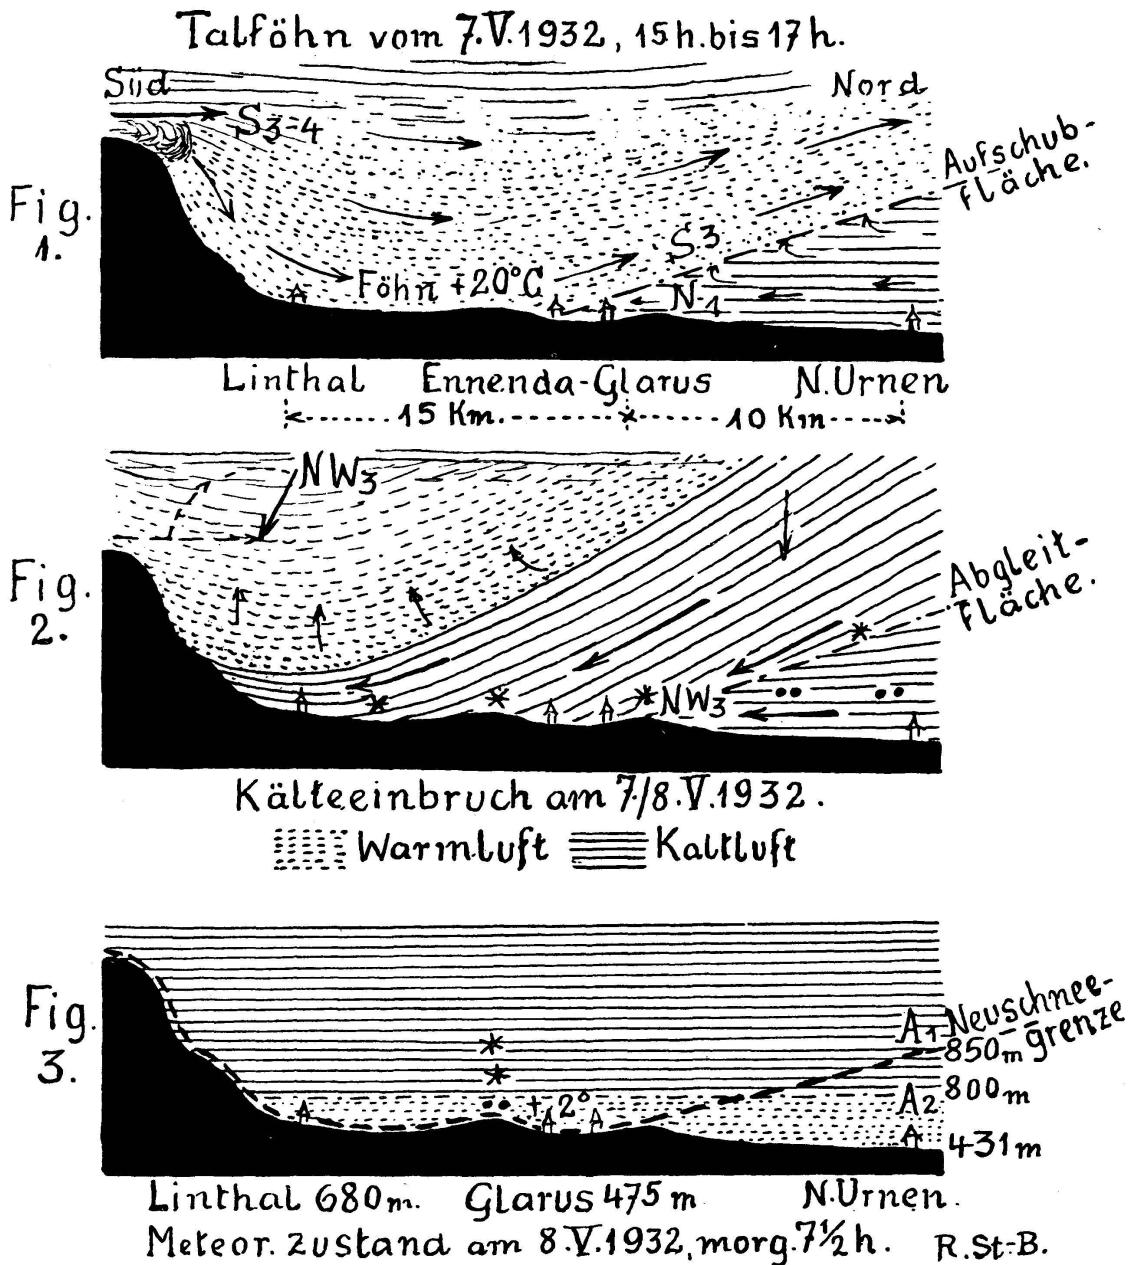 Talföhn vom 7.V.1932, 15h.bis 17h.
Süd
Nord
S3-4
Aufschub-
fläche.
Fig.
1.
S3
Föhn +20°C
N-1
Linthal Ennenda-Glarus N.Urnen
15 Km. 10 Km
NW3
Abgleit-
fläche.
Fig.
2.
NW3
Kälteeinbruch am 7./8.V.1932.
Warmluft Kaltluft
Fig.
3.
A1 Neuschnee-
grenze
850m
A2 800m
+2°
431m
Linthal 680m. Glarus 475m N.Urnen.
Meteor. Zustand am 8.V.1932, morg.7½h. R.St-B.